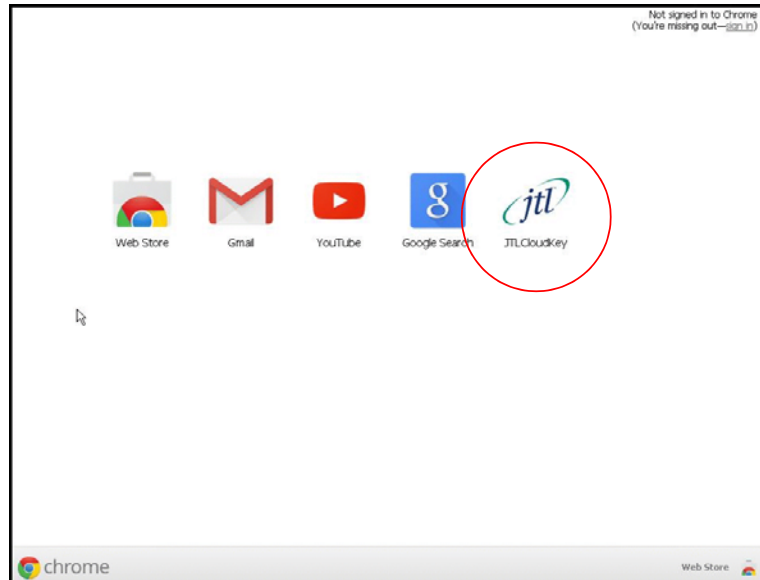 Not signed in to Chrome
(You're missing out—sign in)
g
jtl
Web Store
Gmail
YouTube
Google Search
JTLCloudKey
chrome
Web Store